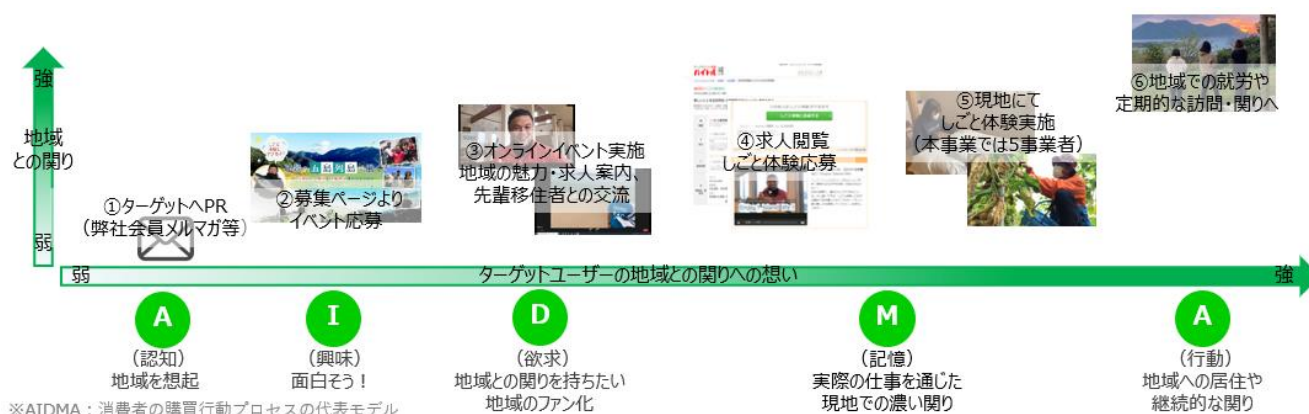 強
地域
との関り
弱
①ターゲットへPR
（弊社会員メルマガ等）
②募集ページより
イベント応募
③オンラインイベント実施
地域の魅力・求人案内、
先輩移住者との交流
④求人閲覧
しごと体験応募
⑤現地にて
しごと体験実施
（本事業では5事業者）
⑥地域での就労や
定期的な訪問・関りへ
弱
ターゲットユーザーの地域との関りへの想い
強
A
（認知）
地域を想起
I
（興味）
面白そう！
D
（欲求）
地域との関りを持ちたい
地域のファン化
M
（記憶）
実際の仕事を通じた
現地での濃い関り
A
（行動）
地域への居住や
継続的な関り
※AIDMA：消費者の購買行動プロセスの代表モデル